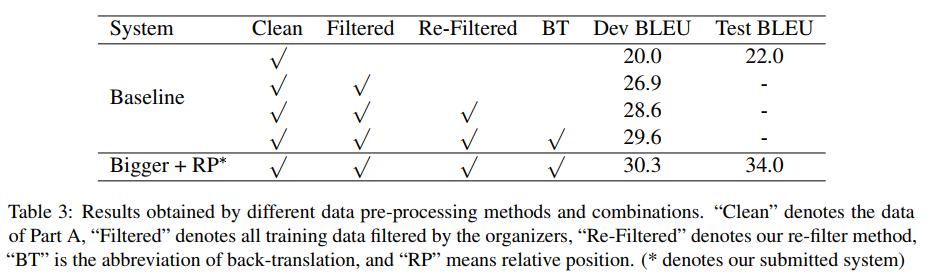 System Clean Filtered Re-Filtered BT Dev BLEU Test BLEU
√ 20.0 22.0
√ √ 26.9 -
Baseline
√ √ √ 28.6 -
√ √ √ √ 29.6 -
Bigger + RP* √ √ √ √ 30.3 34.0
Table 3: Results obtained by different data pre-processing methods and combinations. “Clean” denotes the data
of Part A, “Filtered” denotes all training data filtered by the organizers, “Re-Filtered” denotes our re-filter method,
“BT” is the abbreviation of back-translation, and “RP” means relative position. (* denotes our submitted system)